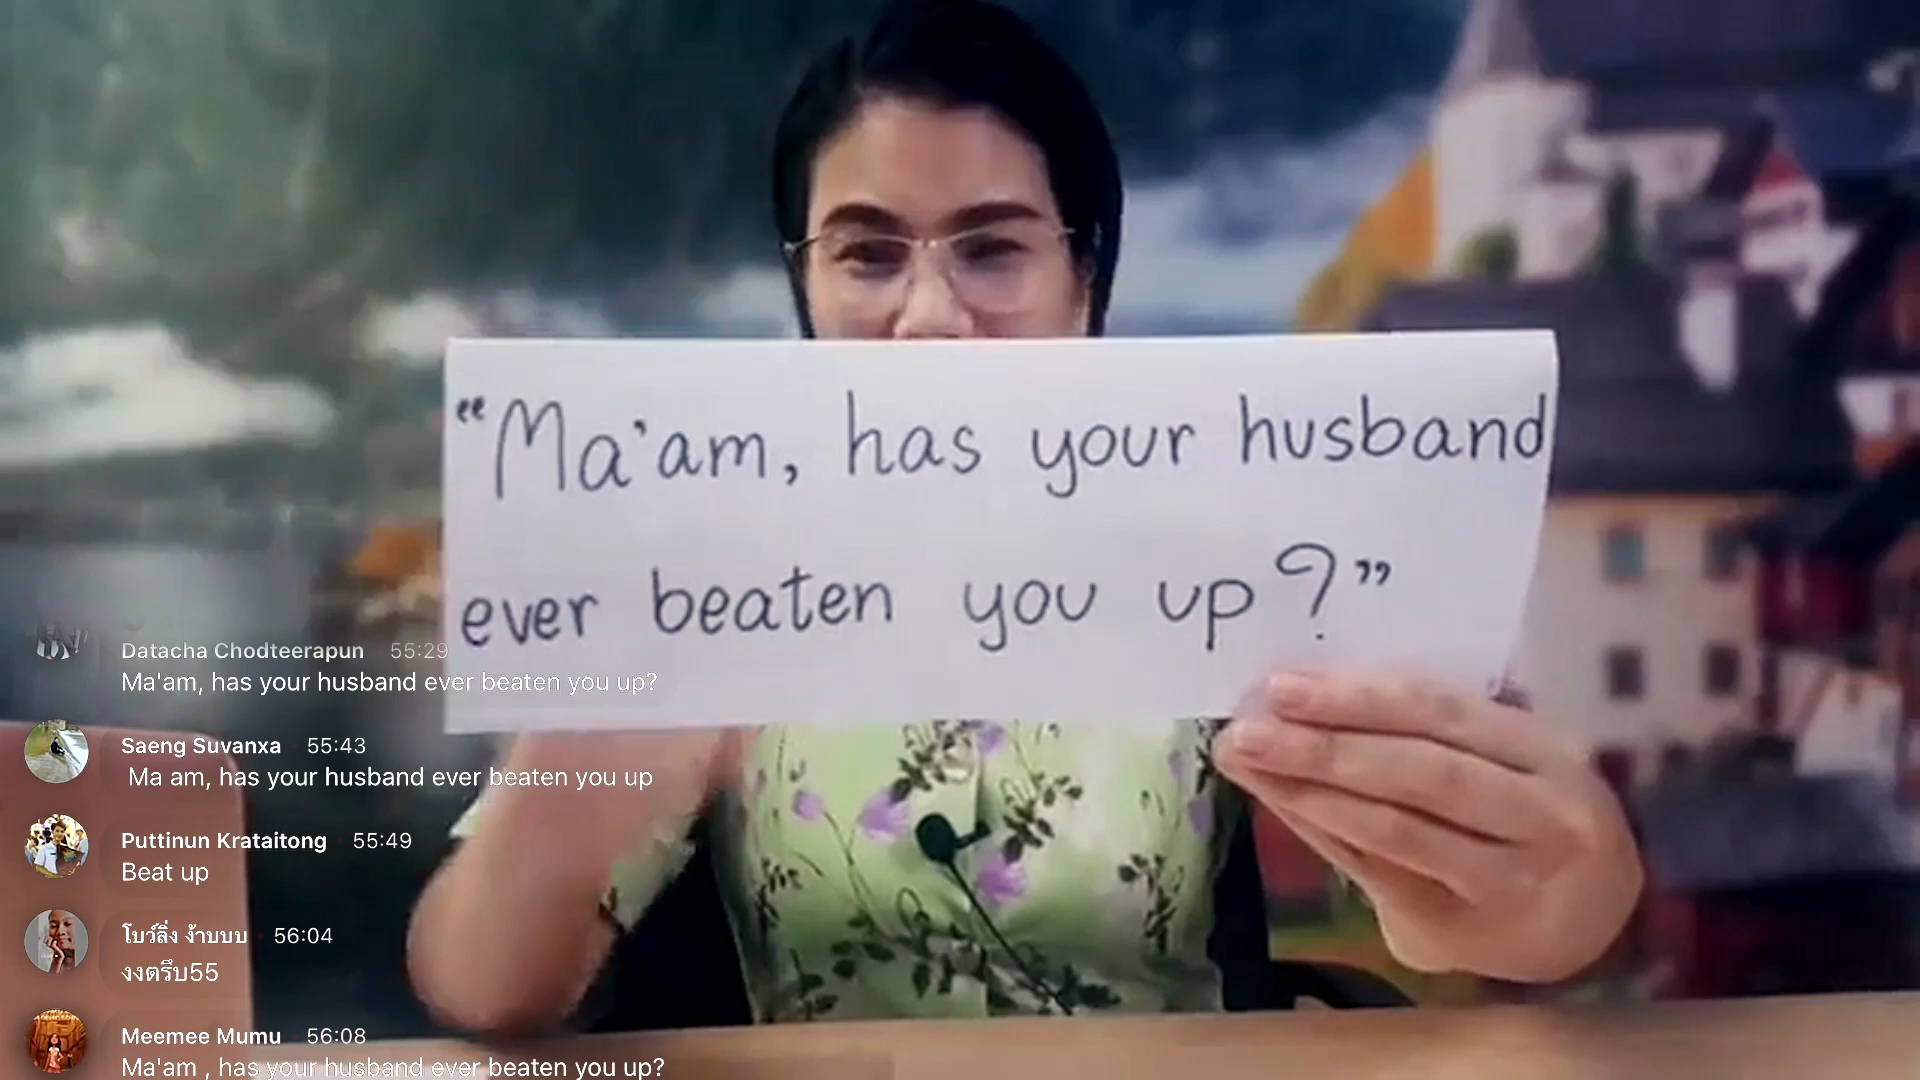 “Ma'am, has your husband
ever beaten you up?”
Datacha Chodteerapun 55:29
Ma'am, has your husband ever beaten you up?
Saeng Suvanxa 55:43
Ma am, has your husband ever beaten you up
Puttinun Krataitong 55:49
Beat up
โบว์ลิ่ง ง้าบบบ 56:04
งงตรึบ55
Meemee Mumu 56:08
Ma'am , has your husband ever beaten you up?